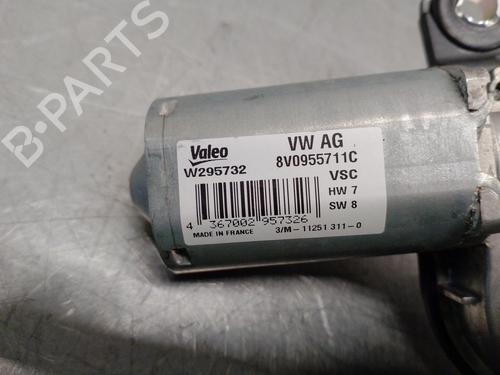 B-PARTS
Valeo
VW AG
W295732
8V0955711C
VSC
HW 7
SW 8
4 367002 957326
MADE IN FRANCE
3/M-11251 311-0